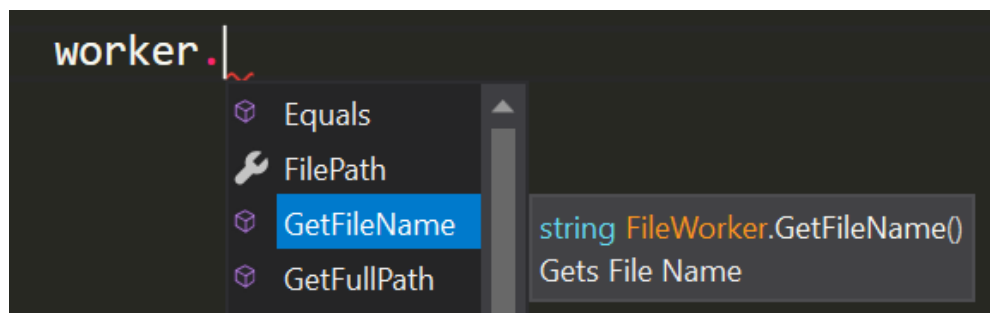 worker.
Equals
FilePath
GetFileName
string FileWorker.GetFileName()
Gets File Name
GetFullPath